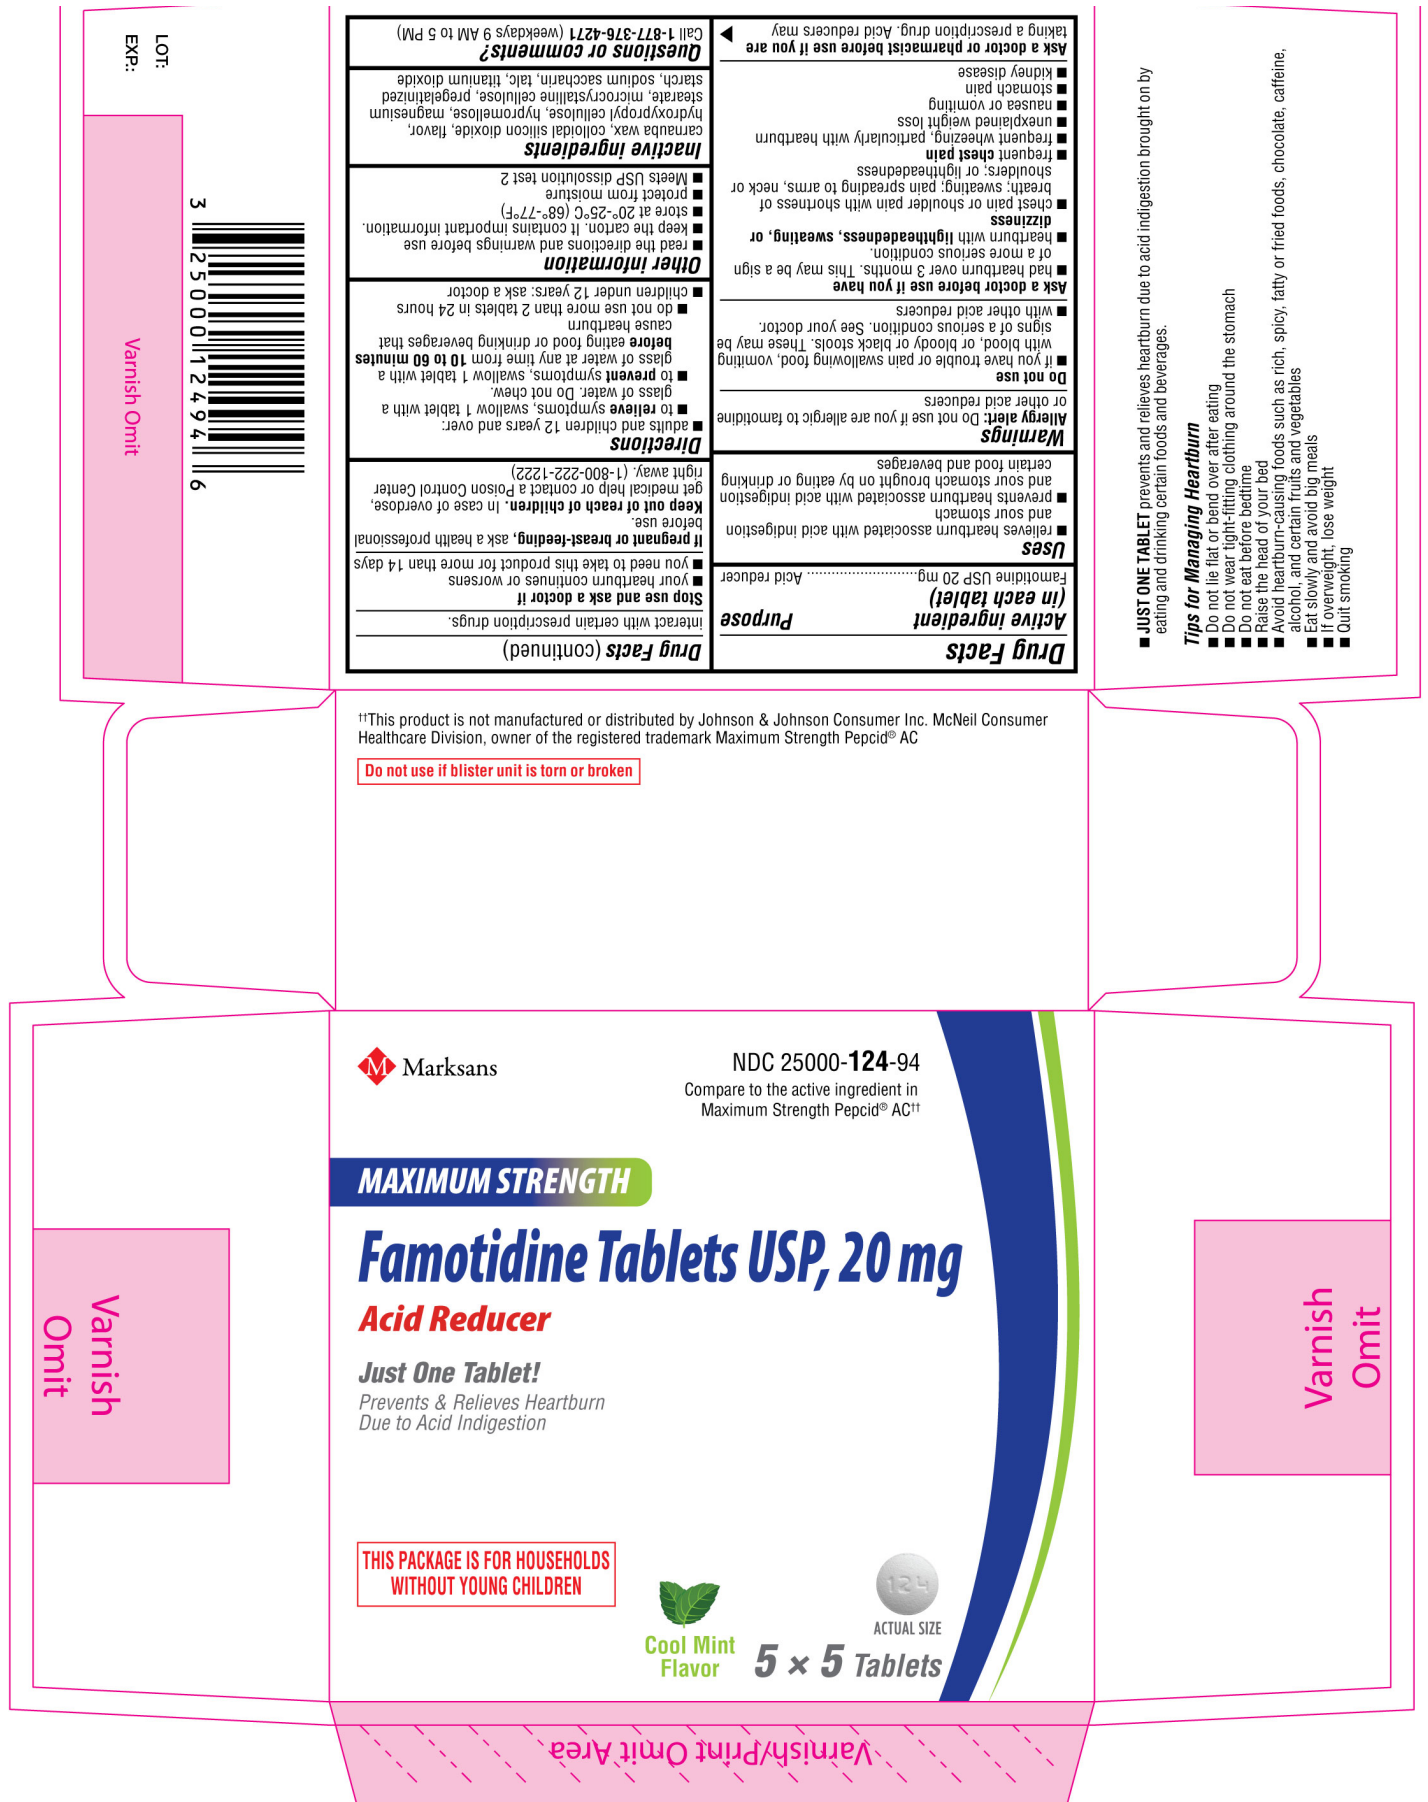 Drug Facts
Active ingredient
(in each tablet)
Purpose
Famotidine USP 20 mg............................ Acid reducer
Uses
■ relieves heartburn associated with acid indigestion
and sour stomach
■ prevents heartburn associated with acid indigestion
and sour stomach brought on by eating or drinking
certain food and beverages
Warnings
Allergy alert: Do not use if you are allergic to famotidine
or other acid reducers
Do not use
■ if you have trouble or pain swallowing food, vomiting
with blood, or bloody or black stools. These may be
signs of a serious condition. See your doctor.
■ with other acid reducers
Ask a doctor before use if you have
■ had heartburn over 3 months. This may be a sign
of a more serious condition.
■ heartburn with lightheadedness, sweating, or
dizziness
■ chest pain or shoulder pain with shortness of
breath; sweating; pain spreading to arms, neck or
shoulders; or lightheadedness
■ frequent chest pain
■ frequent wheezing, particularly with heartburn
■ unexplained weight loss
■ nausea or vomiting
■ stomach pain
■ kidney disease
Ask a doctor or pharmacist before use if you are
taking a prescription drug. Acid reducers may
Drug Facts (continued)
interact with certain prescription drugs.
Stop use and ask a doctor if
■ your heartburn continues or worsens
■ you need to take this product for more than 14 days
If pregnant or breast-feeding, ask a health professional
before use.
Keep out of reach of children. In case of overdose,
get medical help or contact a Poison Control Center
right away. (1-800-222-1222)
Directions
■ adults and children 12 years and over:
■ to relieve symptoms, swallow 1 tablet with a
glass of water. Do not chew.
■ to prevent symptoms, swallow 1 tablet with a
glass of water at any time from 10 to 60 minutes
before eating food or drinking beverages that
cause heartburn
■ do not use more than 2 tablets in 24 hours
■ children under 12 years: ask a doctor
Other information
■ read the directions and warnings before use
■ keep the carton. It contains important information.
■ store at 20°-25°C (68°-77°F)
■ protect from moisture
■ Meets USP dissolution test 2
Inactive ingredients
carnauba wax, colloidal silicon dioxide, flavor,
hydroxypropyl cellulose, hypromellose, magnesium
stearate, microcrystalline cellulose, pregelatinized
starch, sodium saccharin, talc, titanium dioxide
Questions or comments?
Call 1-877-376-4271 (weekdays 9 AM to 5 PM)
LOT:
EXP.:
Varnish Omit
3 25000 12494 6
■ JUST ONE TABLET prevents and relieves heartburn due to acid indigestion brought on by
eating and drinking certain foods and beverages.
Tips for Managing Heartburn
■ Do not lie flat or bend over after eating
■ Do not wear tight-fitting clothing around the stomach
■ Do not eat before bedtime
■ Raise the head of your bed
■ Avoid heartburn-causing foods such as rich, spicy, fatty or fried foods, chocolate, caffeine,
alcohol, and certain fruits and vegetables
■ Eat slowly and avoid big meals
■ If overweight, lose weight
■ Quit smoking
††This product is not manufactured or distributed by Johnson & Johnson Consumer Inc. McNeil Consumer
Healthcare Division, owner of the registered trademark Maximum Strength Pepcid® AC
Do not use if blister unit is torn or broken
M Marksans
NDC 25000-124-94
Compare to the active ingredient in
Maximum Strength Pepcid® AC††
MAXIMUM STRENGTH
Famotidine Tablets USP, 20 mg
Acid Reducer
Just One Tablet!
Prevents & Relieves Heartburn
Due to Acid Indigestion
THIS PACKAGE IS FOR HOUSEHOLDS
WITHOUT YOUNG CHILDREN
Cool Mint
Flavor
124
ACTUAL SIZE
5 × 5 Tablets
Varnish
Omit
Varnish
Omit
Varnish/Print Omit Area